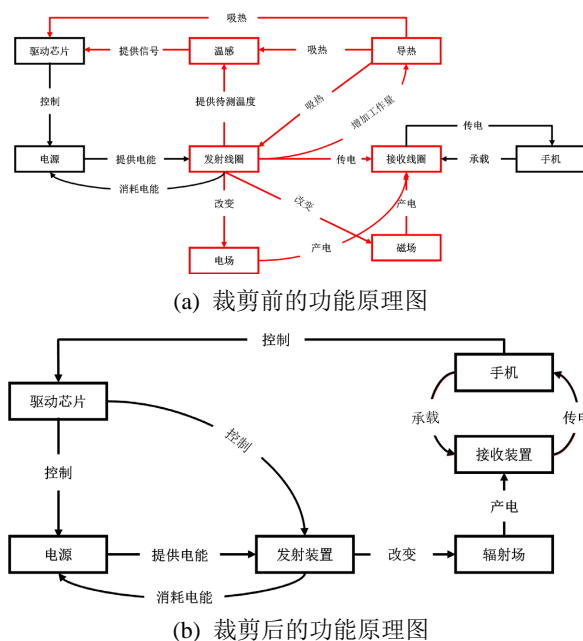 吸热
驱动芯片
提供信号
温感
吸热
导热
控制
提供待测温度
吸热
增加工作量
传电
电源
提供电能
发射线圈
传电
接收线圈
承载
手机
消耗电能
改变
改变
产电
电场
产电
磁场
(a) 裁剪前的功能原理图
控制
手机
驱动芯片
承载
传电
控制
接收装置
控制
产电
电源
提供电能
发射装置
改变
辐射场
消耗电能
(b) 裁剪后的功能原理图